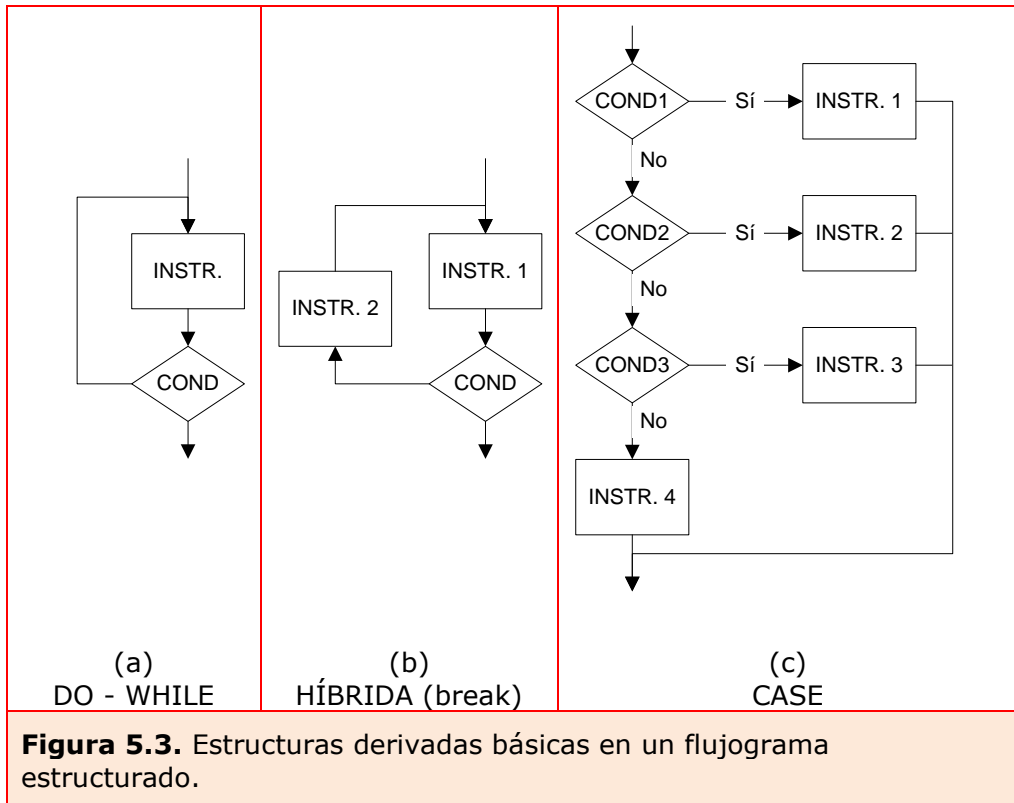 INSTR.
COND
(a)
DO - WHILE
INSTR. 1
INSTR. 2
COND
(b)
HÍBRIDA (break)
COND1
Sí
INSTR. 1
No
COND2
Sí
INSTR. 2
No
COND3
Sí
INSTR. 3
No
INSTR. 4
(c)
CASE
Figura 5.3. Estructuras derivadas básicas en un flujograma
estructurado.